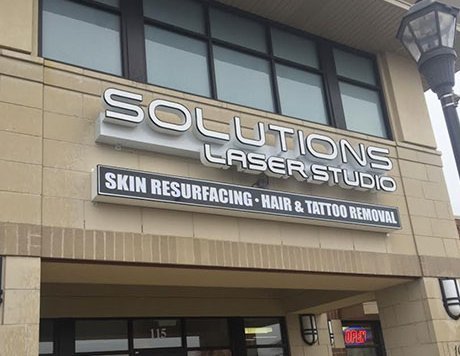 SOLUTIONS
LASER STUDIO
SKIN RESURFACING • HAIR & TATTOO REMOVAL
115
OPEN